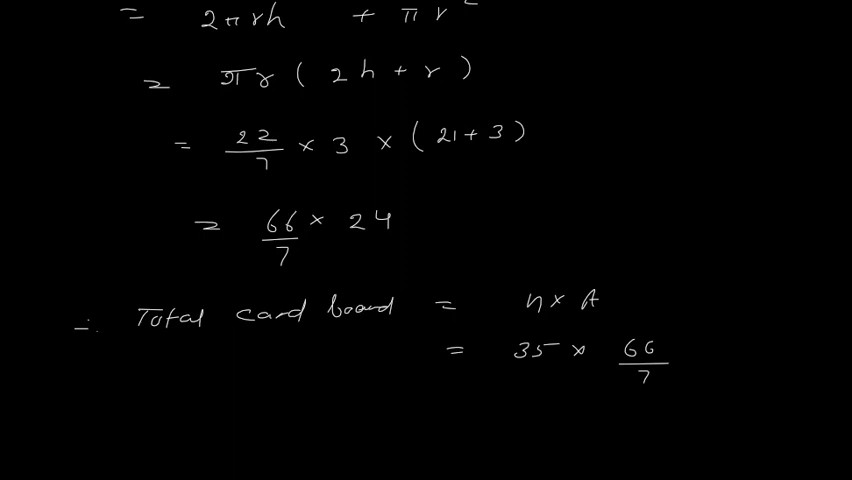 = 2πrh + πr²
= πr ( 2h + r )
= 22/7 × 3 × ( 21 + 3 )
= 66/7 × 24
∴ Total card board = n × A
= 35 × 66/7